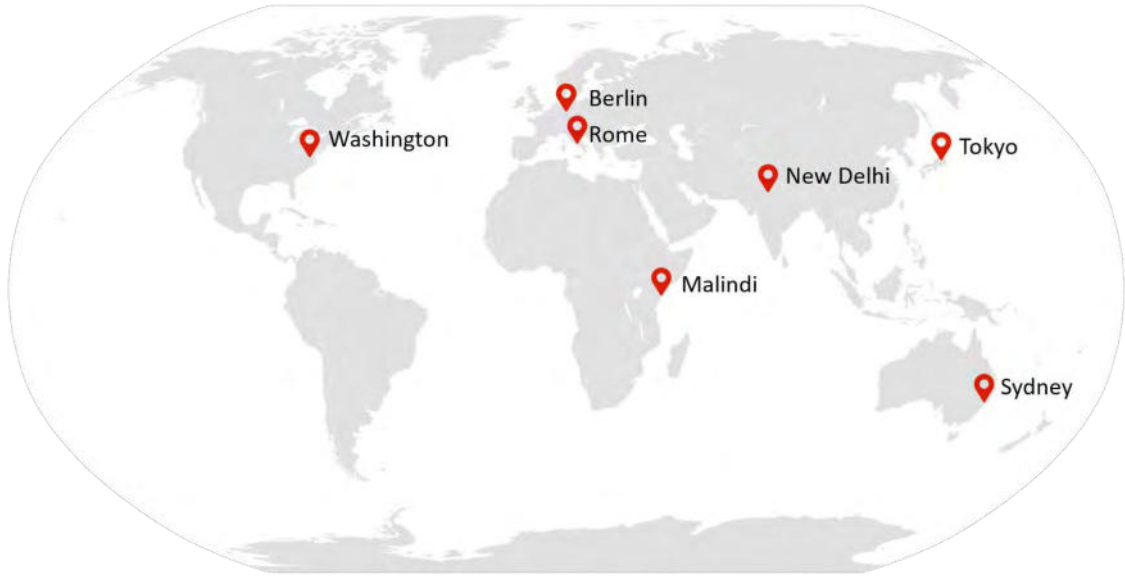 Berlin
Washington
Rome
Tokyo
New Delhi
Malindi
Sydney